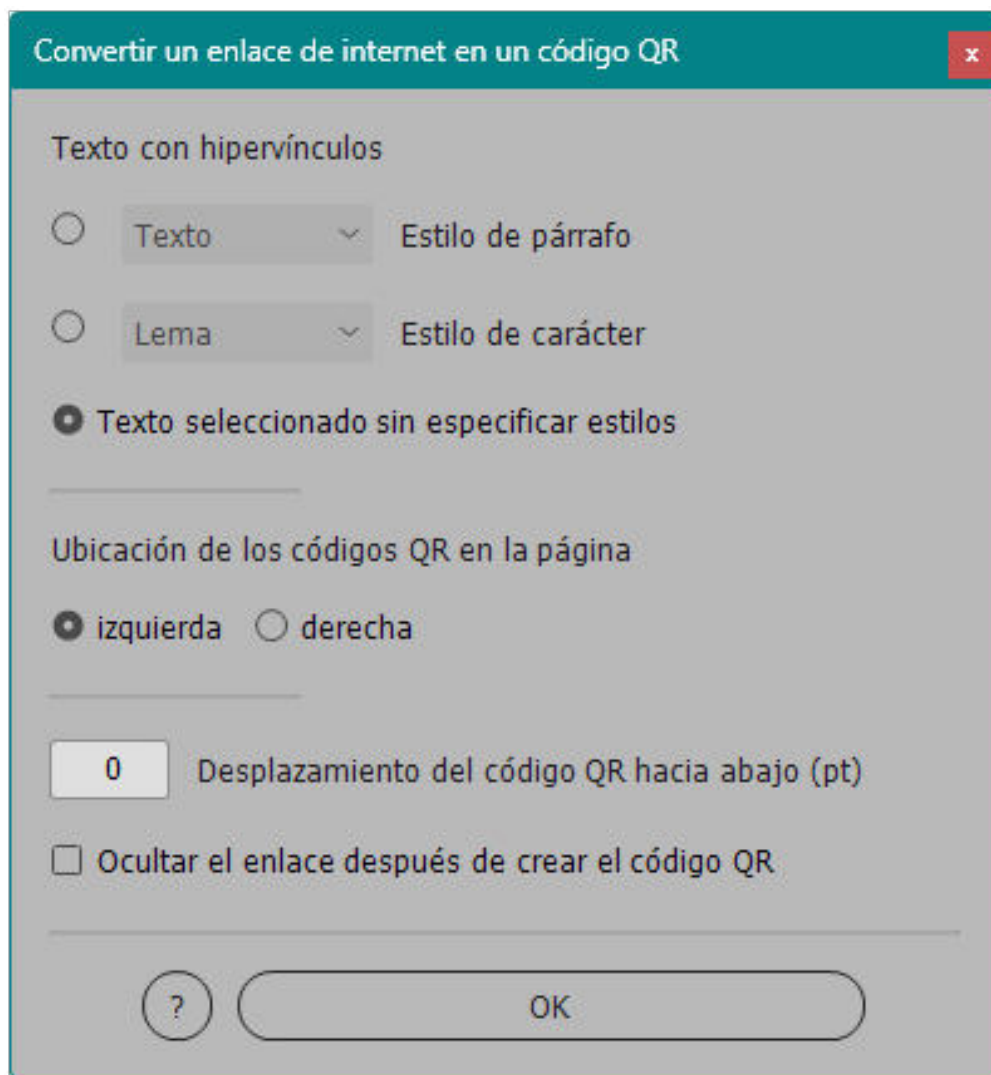 Convertir un enlace de internet en un código QR
x
Texto con hipervínculos
Texto Estilo de párrafo
Lema Estilo de carácter
Texto seleccionado sin especificar estilos
Ubicación de los códigos QR en la página
izquierda derecha
0 Desplazamiento del código QR hacia abajo (pt)
Ocultar el enlace después de crear el código QR
? OK